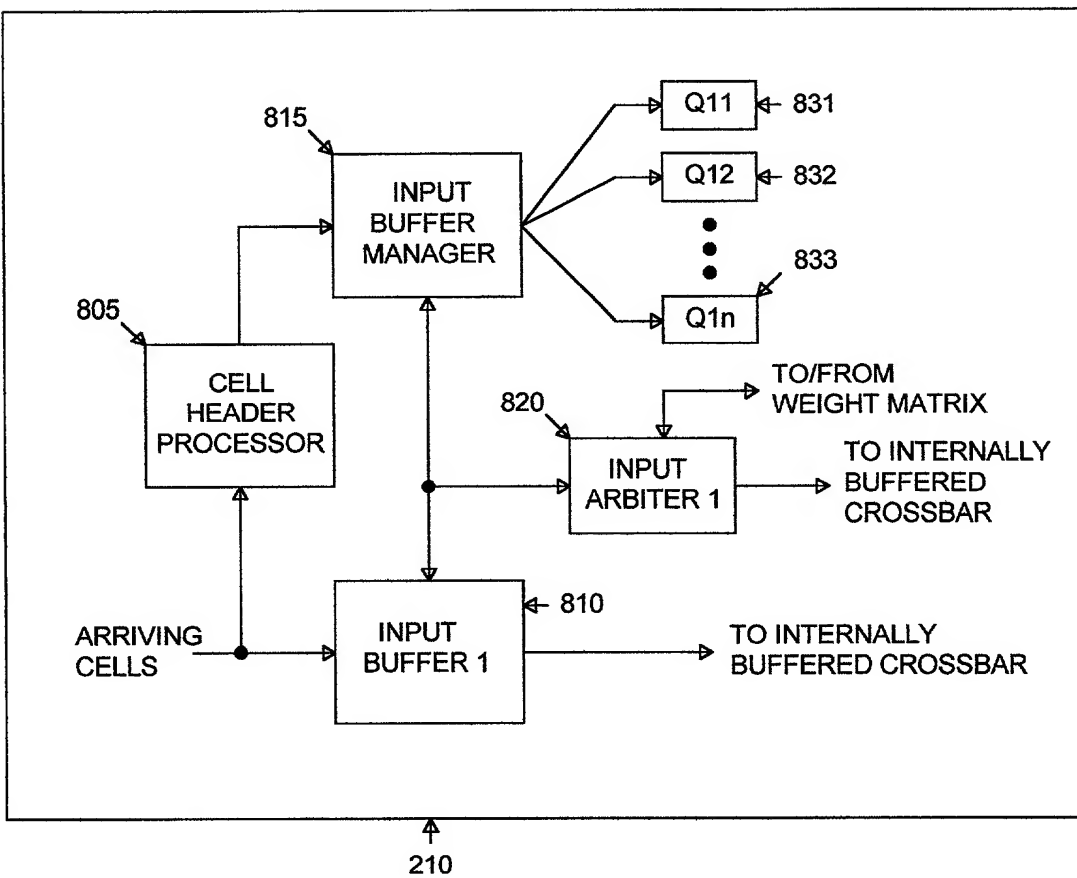 Q11
831
815
INPUT
BUFFER
MANAGER
Q12
832
833
Q1n
805
CELL
HEADER
PROCESSOR
TO/FROM
WEIGHT MATRIX
820
INPUT
ARBITER 1
TO INTERNALLY
BUFFERED
CROSSBAR
810
ARRIVING
CELLS
INPUT
BUFFER 1
TO INTERNALLY
BUFFERED CROSSBAR
210